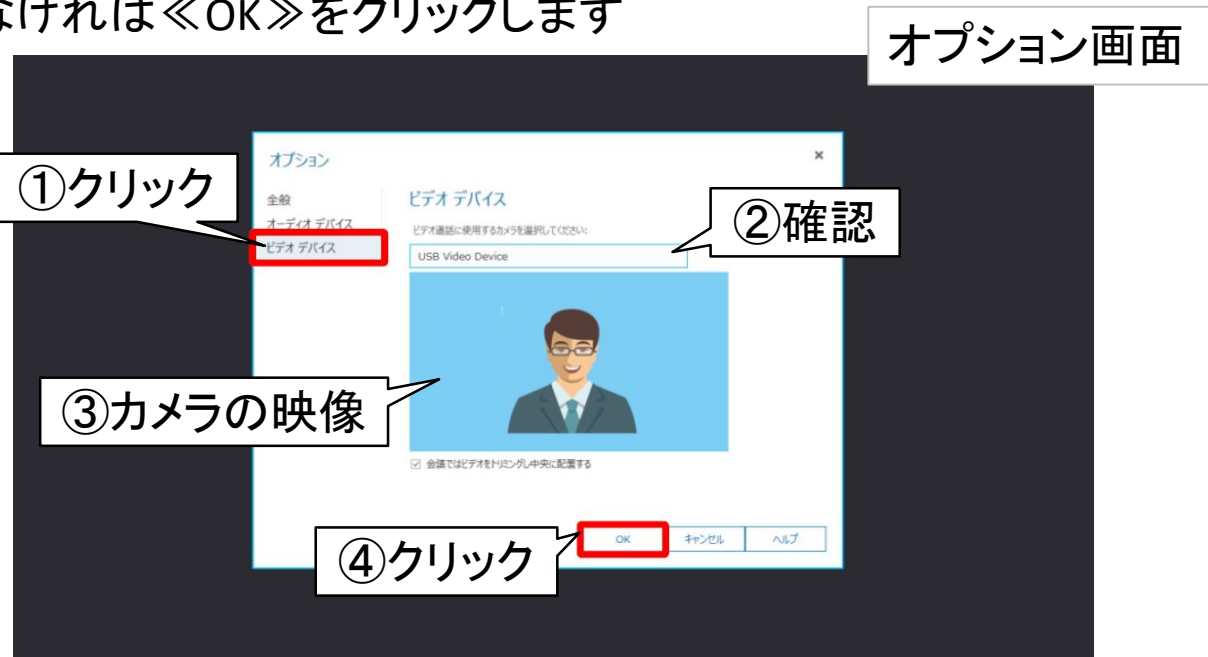 なければ≪OK≫をクリックします
オプション画面
オプション
×
①クリック
全般
オーディオ デバイス
ビデオ デバイス
ビデオ デバイス
②確認
ビデオ通話に使用するカメラを選択してください:
USB Video Device
③カメラの映像
会議ではビデオをトリミングし中央に配置する
④クリック
OK
キャンセル
ヘルプ